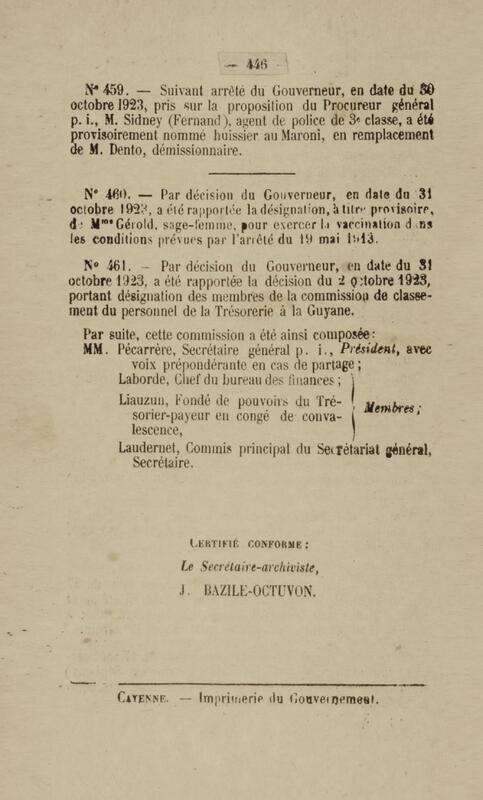 — 446 —
N° 459. — Suivant arrêté du Gouverneur, en date du 30
octobre 1923, pris sur la proposition du Procureur général
p. i., M. Sidney (Fernand), agent de police de 3e classe, a été
provisoirement nommé huissier au Maroni, en remplacement
de M. Dento, démissionnaire.
N° 460. — Par décision du Gouverneur, en date du 31
octobre 1923, a été rapportée la désignation, à titre provisoire,
de Mme Gérold, sage-femme, pour exercer la vaccination dans
les conditions prévues par l'arrêté du 19 mai 1913.
N° 461. — Par décision du Gouverneur, en date du 31
octobre 1923, a été rapportée la décision du 2 octobre 1923,
portant désignation des membres de la commission de classe-
ment du personnel de la Trésorerie à la Guyane.
Par suite, cette commission a été ainsi composée :
MM. Pécarrère, Secrétaire général p. i., Président, avec
voix prépondérante en cas de partage ;
Laborde, Chef du bureau des finances ;
Liauzun, Fondé de pouvoirs du Tré-
sorier-payeur en congé de conva-
lescence,
Membres ;
Laudernet, Commis principal du Secrétariat général,
Secrétaire.
CERTIFIÉ CONFORME :
Le Secrétaire-archiviste,
J. BAZILE-OCTUVON.
CAYENNE. — Imprimerie du Gouvernement.